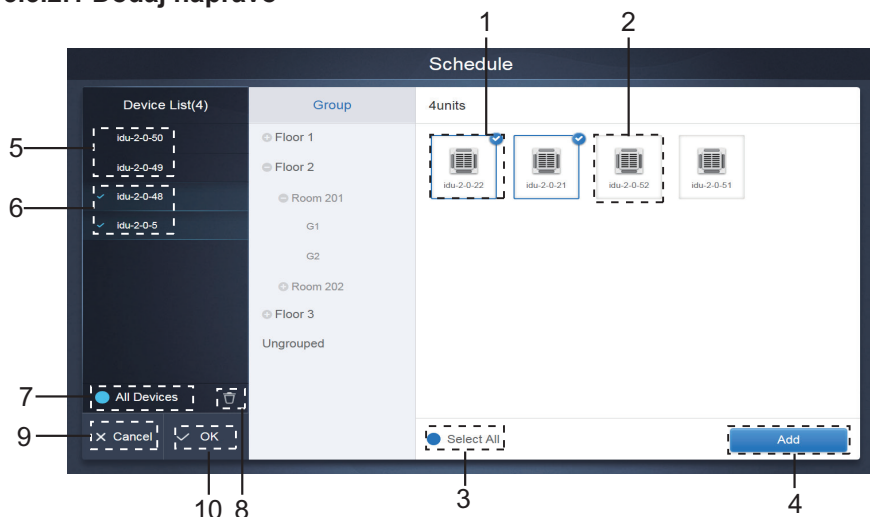 1 2
Schedule
Device List(4)
Group
4units
5
idu-2-0-50
idu-2-0-49
6
idu-2-0-48
idu-2-0-5
Floor 1
Floor 2
Room 201
G1
G2
Room 202
Floor 3
Ungrouped
idu-2-0-22
idu-2-0-21
idu-2-0-52
idu-2-0-51
7
All Devices
9
Cancel
OK
Select All
Add
10 8
3
4